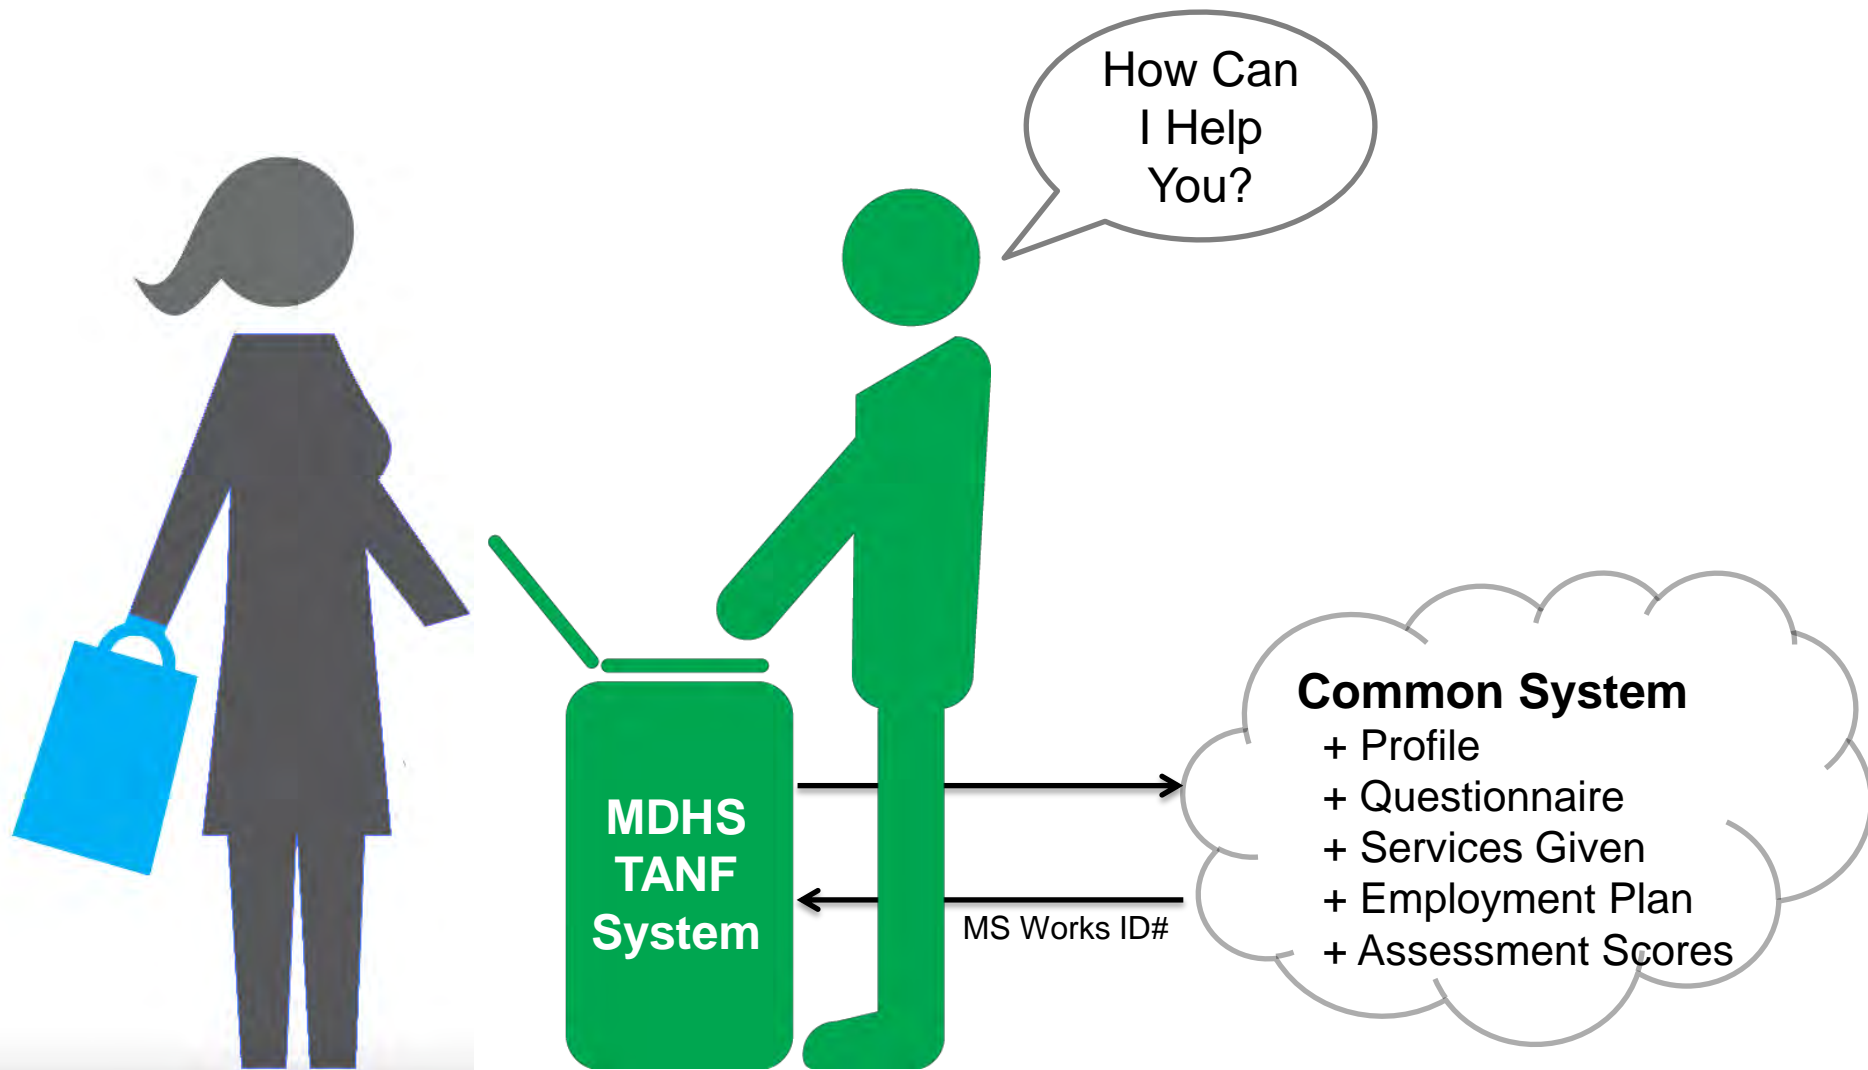 How Can
I Help
You?
Common System
+ Profile
+ Questionnaire
+ Services Given
+ Employment Plan
+ Assessment Scores
MDHS
TANF
System
MS Works ID#